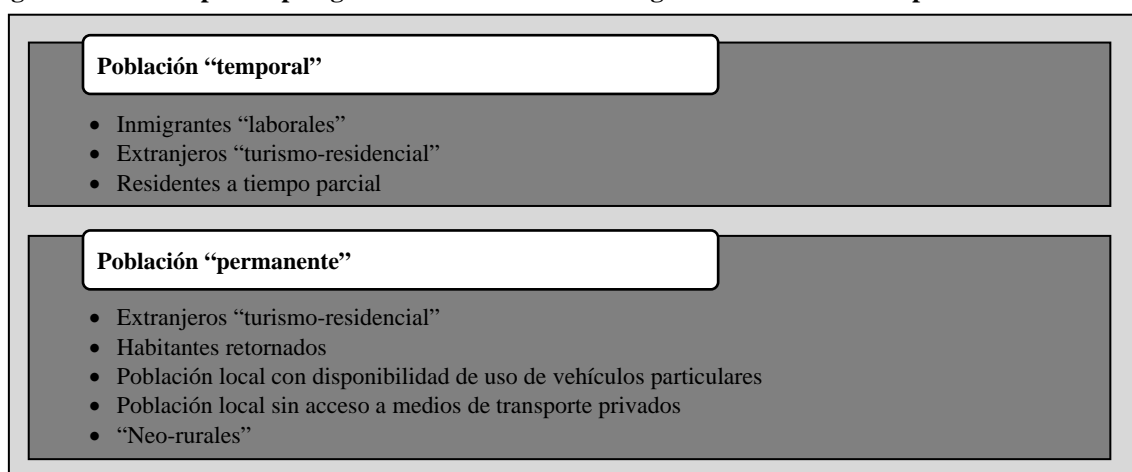 Población “temporal”
• Inmigrantes “laborales”
• Extranjeros “turismo-residencial”
• Residentes a tiempo parcial
Población “permanente”
• Extranjeros “turismo-residencial”
• Habitantes retornados
• Población local con disponibilidad de uso de vehículos particulares
• Población local sin acceso a medios de transporte privados
• “Neo-rurales”